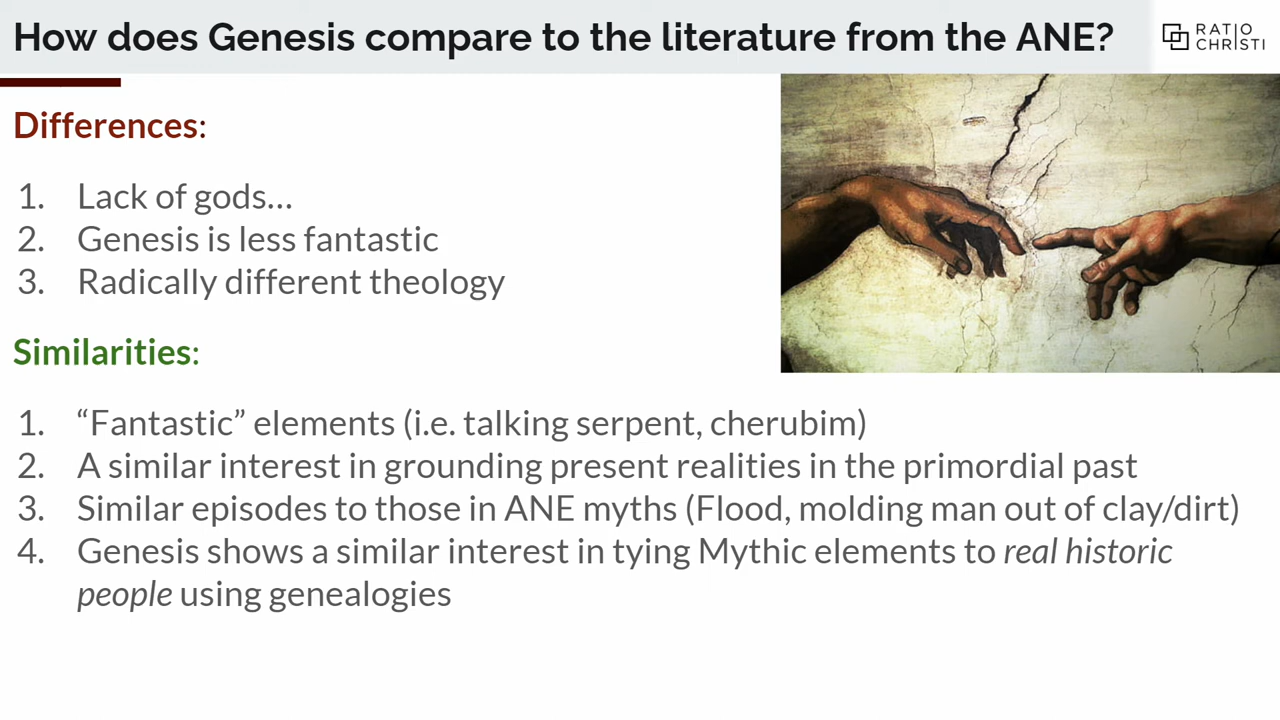 How does Genesis compare to the literature from the ANE?
RATIO
CHRISTI
Differences:
1. Lack of gods...
2. Genesis is less fantastic
3. Radically different theology
Similarities:
1. “Fantastic” elements (i.e. talking serpent, cherubim)
2. A similar interest in grounding present realities in the primordial past
3. Similar episodes to those in ANE myths (Flood, molding man out of clay/dirt)
4. Genesis shows a similar interest in tying Mythic elements to real historic
people using genealogies